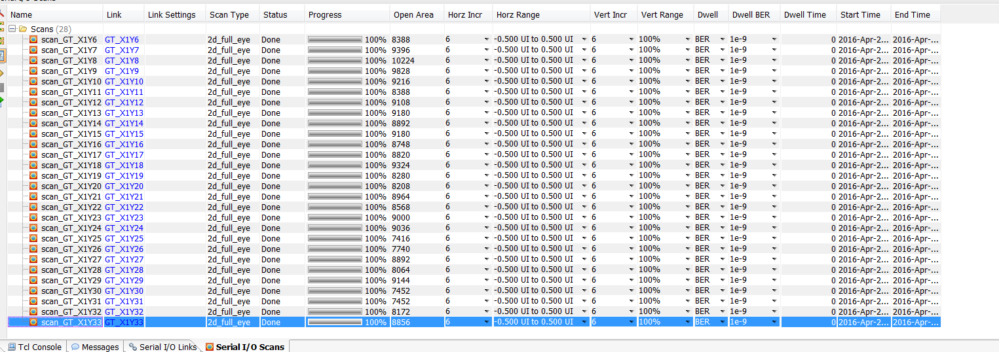 Name Link Link Settings Scan Type Status Progress Open Area Horz Incr Horz Range Vert Incr Vert Range Dwell Dwell BER Dwell Time Start Time End Time
Scans (28)
scan_GT_X1Y6 GT_X1Y6 2d_full_eye Done 100% 8388 6 -0.500 UI to 0.500 UI 6 100% BER 1e-9 0 2016-Apr-2... 2016-Apr-...
scan_GT_X1Y7 GT_X1Y7 2d_full_eye Done 100% 9396 6 -0.500 UI to 0.500 UI 6 100% BER 1e-9 0 2016-Apr-2... 2016-Apr-...
scan_GT_X1Y8 GT_X1Y8 2d_full_eye Done 100% 10224 6 -0.500 UI to 0.500 UI 6 100% BER 1e-9 0 2016-Apr-2... 2016-Apr-...
scan_GT_X1Y9 GT_X1Y9 2d_full_eye Done 100% 9828 6 -0.500 UI to 0.500 UI 6 100% BER 1e-9 0 2016-Apr-2... 2016-Apr-...
scan_GT_X1Y10 GT_X1Y10 2d_full_eye Done 100% 9216 6 -0.500 UI to 0.500 UI 6 100% BER 1e-9 0 2016-Apr-2... 2016-Apr-...
scan_GT_X1Y11 GT_X1Y11 2d_full_eye Done 100% 8388 6 -0.500 UI to 0.500 UI 6 100% BER 1e-9 0 2016-Apr-2... 2016-Apr-...
scan_GT_X1Y12 GT_X1Y12 2d_full_eye Done 100% 9108 6 -0.500 UI to 0.500 UI 6 100% BER 1e-9 0 2016-Apr-2... 2016-Apr-...
scan_GT_X1Y13 GT_X1Y13 2d_full_eye Done 100% 9180 6 -0.500 UI to 0.500 UI 6 100% BER 1e-9 0 2016-Apr-2... 2016-Apr-...
scan_GT_X1Y14 GT_X1Y14 2d_full_eye Done 100% 8892 6 -0.500 UI to 0.500 UI 6 100% BER 1e-9 0 2016-Apr-2... 2016-Apr-...
scan_GT_X1Y15 GT_X1Y15 2d_full_eye Done 100% 9180 6 -0.500 UI to 0.500 UI 6 100% BER 1e-9 0 2016-Apr-2... 2016-Apr-...
scan_GT_X1Y16 GT_X1Y16 2d_full_eye Done 100% 8748 6 -0.500 UI to 0.500 UI 6 100% BER 1e-9 0 2016-Apr-2... 2016-Apr-...
scan_GT_X1Y17 GT_X1Y17 2d_full_eye Done 100% 8820 6 -0.500 UI to 0.500 UI 6 100% BER 1e-9 0 2016-Apr-2... 2016-Apr-...
scan_GT_X1Y18 GT_X1Y18 2d_full_eye Done 100% 9324 6 -0.500 UI to 0.500 UI 6 100% BER 1e-9 0 2016-Apr-2... 2016-Apr-...
scan_GT_X1Y19 GT_X1Y19 2d_full_eye Done 100% 8280 6 -0.500 UI to 0.500 UI 6 100% BER 1e-9 0 2016-Apr-2... 2016-Apr-...
scan_GT_X1Y20 GT_X1Y20 2d_full_eye Done 100% 8208 6 -0.500 UI to 0.500 UI 6 100% BER 1e-9 0 2016-Apr-2... 2016-Apr-...
scan_GT_X1Y21 GT_X1Y21 2d_full_eye Done 100% 8964 6 -0.500 UI to 0.500 UI 6 100% BER 1e-9 0 2016-Apr-2... 2016-Apr-...
scan_GT_X1Y22 GT_X1Y22 2d_full_eye Done 100% 8568 6 -0.500 UI to 0.500 UI 6 100% BER 1e-9 0 2016-Apr-2... 2016-Apr-...
scan_GT_X1Y23 GT_X1Y23 2d_full_eye Done 100% 9000 6 -0.500 UI to 0.500 UI 6 100% BER 1e-9 0 2016-Apr-2... 2016-Apr-...
scan_GT_X1Y24 GT_X1Y24 2d_full_eye Done 100% 9036 6 -0.500 UI to 0.500 UI 6 100% BER 1e-9 0 2016-Apr-2... 2016-Apr-...
scan_GT_X1Y25 GT_X1Y25 2d_full_eye Done 100% 7416 6 -0.500 UI to 0.500 UI 6 100% BER 1e-9 0 2016-Apr-2... 2016-Apr-...
scan_GT_X1Y26 GT_X1Y26 2d_full_eye Done 100% 7740 6 -0.500 UI to 0.500 UI 6 100% BER 1e-9 0 2016-Apr-2... 2016-Apr-...
scan_GT_X1Y27 GT_X1Y27 2d_full_eye Done 100% 8892 6 -0.500 UI to 0.500 UI 6 100% BER 1e-9 0 2016-Apr-2... 2016-Apr-...
scan_GT_X1Y28 GT_X1Y28 2d_full_eye Done 100% 8064 6 -0.500 UI to 0.500 UI 6 100% BER 1e-9 0 2016-Apr-2... 2016-Apr-...
scan_GT_X1Y29 GT_X1Y29 2d_full_eye Done 100% 9144 6 -0.500 UI to 0.500 UI 6 100% BER 1e-9 0 2016-Apr-2... 2016-Apr-...
scan_GT_X1Y30 GT_X1Y30 2d_full_eye Done 100% 7452 6 -0.500 UI to 0.500 UI 6 100% BER 1e-9 0 2016-Apr-2... 2016-Apr-...
scan_GT_X1Y31 GT_X1Y31 2d_full_eye Done 100% 7452 6 -0.500 UI to 0.500 UI 6 100% BER 1e-9 0 2016-Apr-2... 2016-Apr-...
scan_GT_X1Y32 GT_X1Y32 2d_full_eye Done 100% 8172 6 -0.500 UI to 0.500 UI 6 100% BER 1e-9 0 2016-Apr-2... 2016-Apr-...
scan_GT_X1Y33 GT_X1Y33 2d_full_eye Done 100% 8856 6 -0.500 UI to 0.500 UI 6 100% BER 1e-9 0 2016-Apr-2... 2016-Apr-...
Tcl Console Messages Serial I/O Links Serial I/O Scans